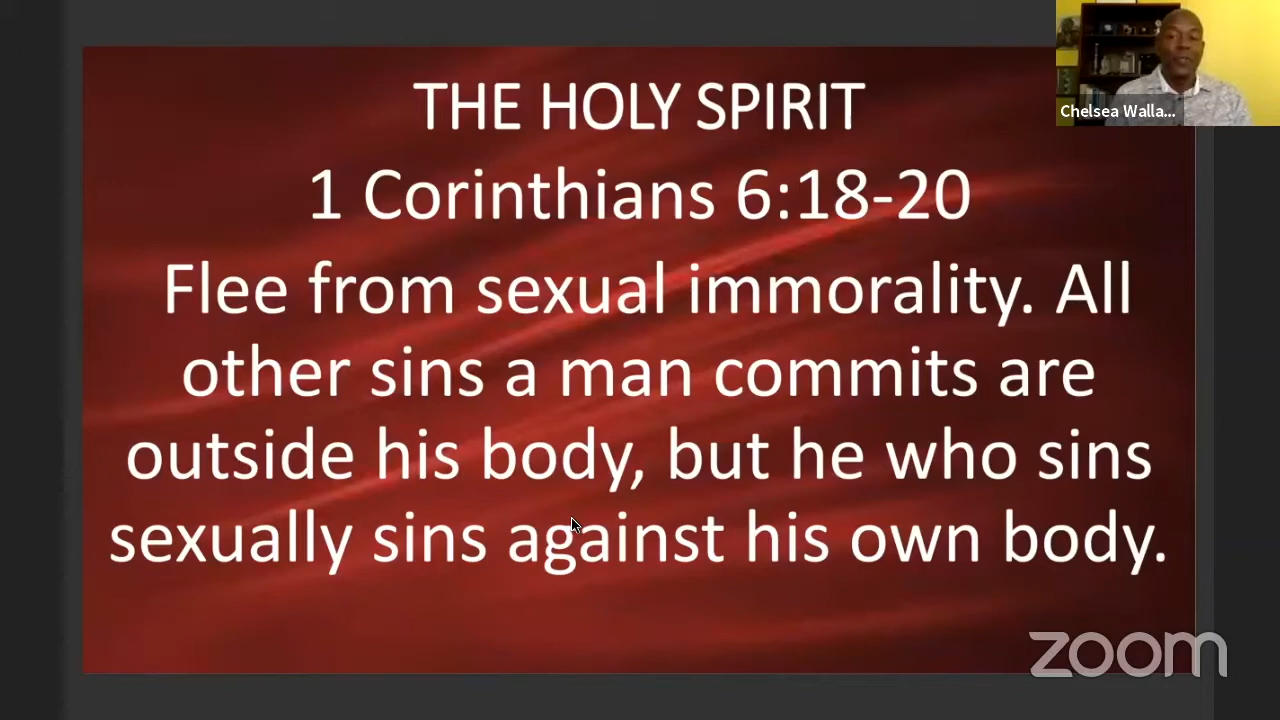 THE HOLY SPIRIT
1 Corinthians 6:18-20
Flee from sexual immorality. All
other sins a man commits are
outside his body, but he who sins
sexually sins against his own body.
Chelsea Walla...
zoom